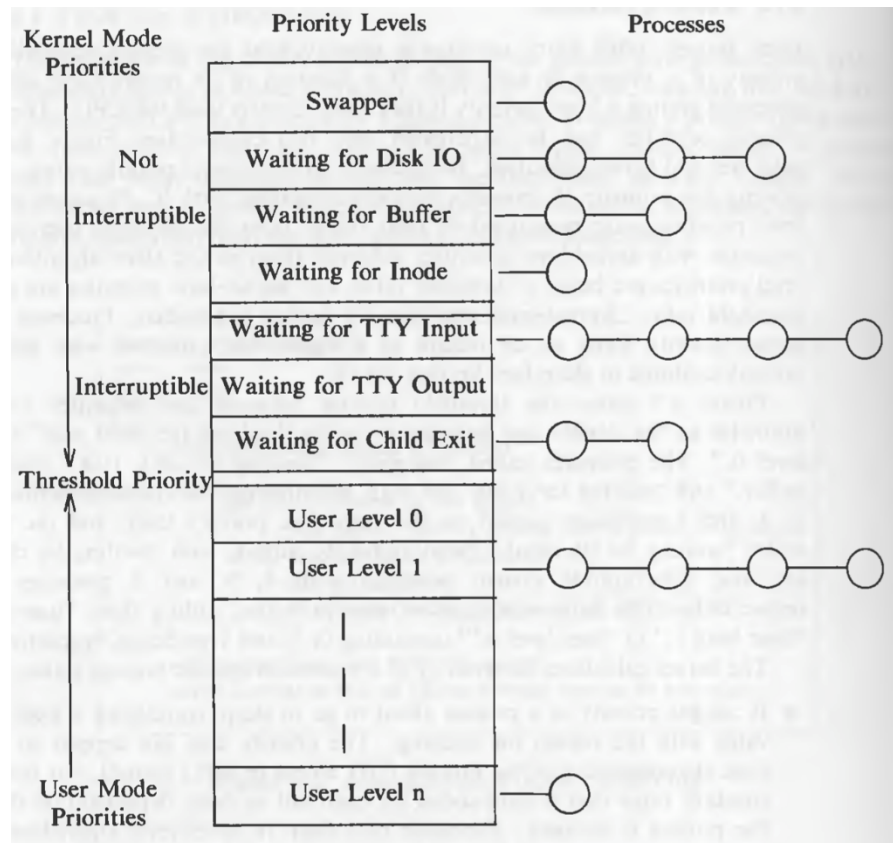 Kernel Mode
Priorities
Priority Levels
Processes
Swapper
Not
Waiting for Disk IO
Interruptible
Waiting for Buffer
Waiting for Inode
Waiting for TTY Input
Interruptible
Waiting for TTY Output
Waiting for Child Exit
Threshold Priority
User Level 0
User Level 1
User Mode
Priorities
User Level n